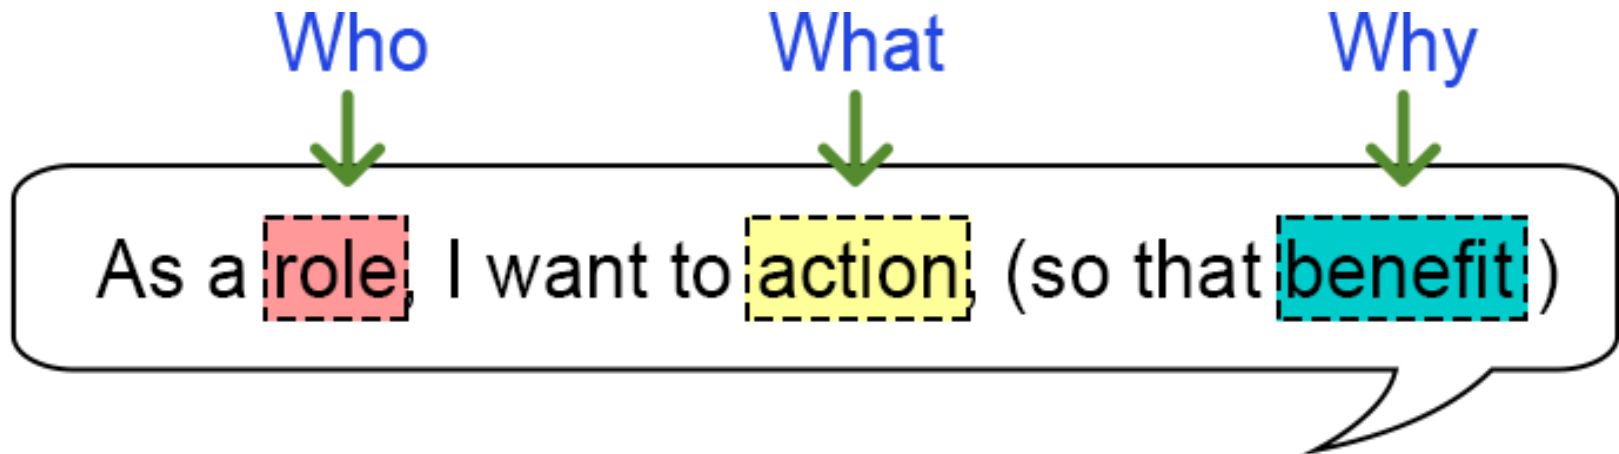 Who What Why
As a role, I want to action, (so that benefit )